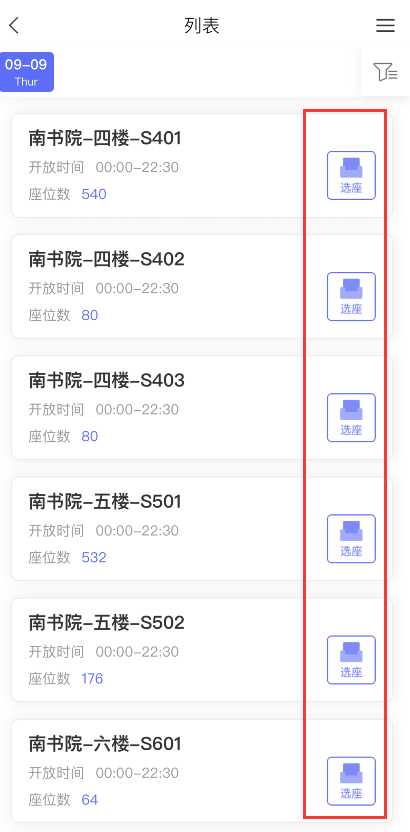 列表
09-09
Thur
南书院-四楼-S401
开放时间 00:00-22:30
座位数 540
选座
南书院-四楼-S402
开放时间 00:00-22:30
座位数 80
选座
南书院-四楼-S403
开放时间 00:00-22:30
座位数 80
选座
南书院-五楼-S501
开放时间 00:00-22:30
座位数 532
选座
南书院-五楼-S502
开放时间 00:00-22:30
座位数 176
选座
南书院-六楼-S601
开放时间 00:00-22:30
座位数 64
选座